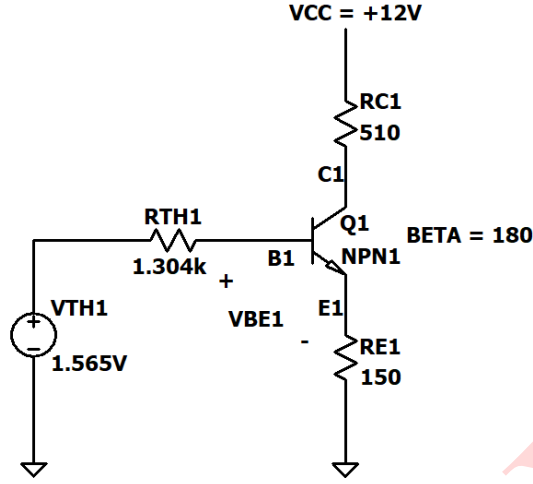 VCC = +12V
RC1
510
C1
RTH1
Q1
BETA = 180
1.304k
B1
NPN1
+
VTH1
VBE1
E1
+
-
RE1
-
1.565V
150